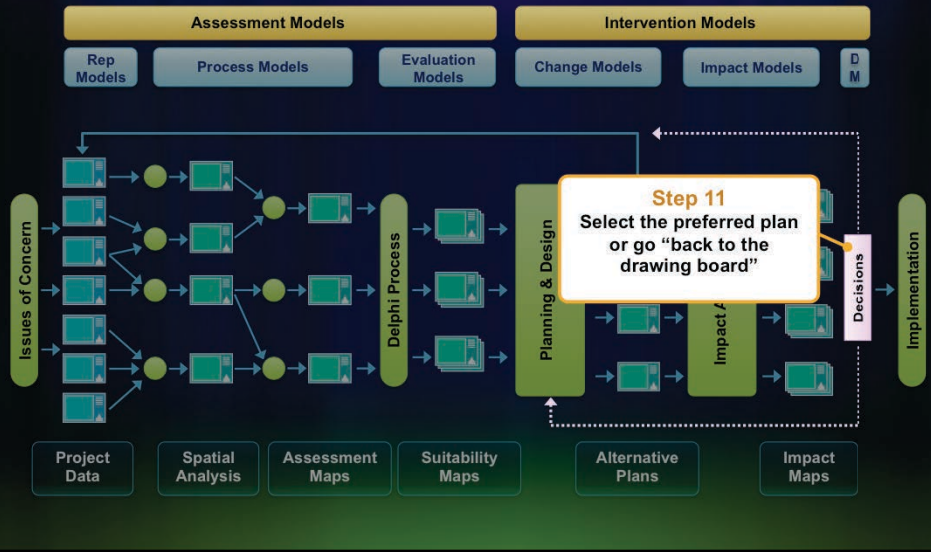 Assessment Models
Intervention Models
Rep
Models
Process Models
Evaluation
Models
Change Models
Impact Models
D
M
Issues of Concern
Delphi Process
Planning & Design
Impact A
Step 11
Select the preferred plan
or go “back to the
drawing board”
Decisions
Implementation
Project
Data
Spatial
Analysis
Assessment
Maps
Suitability
Maps
Alternative
Plans
Impact
Maps